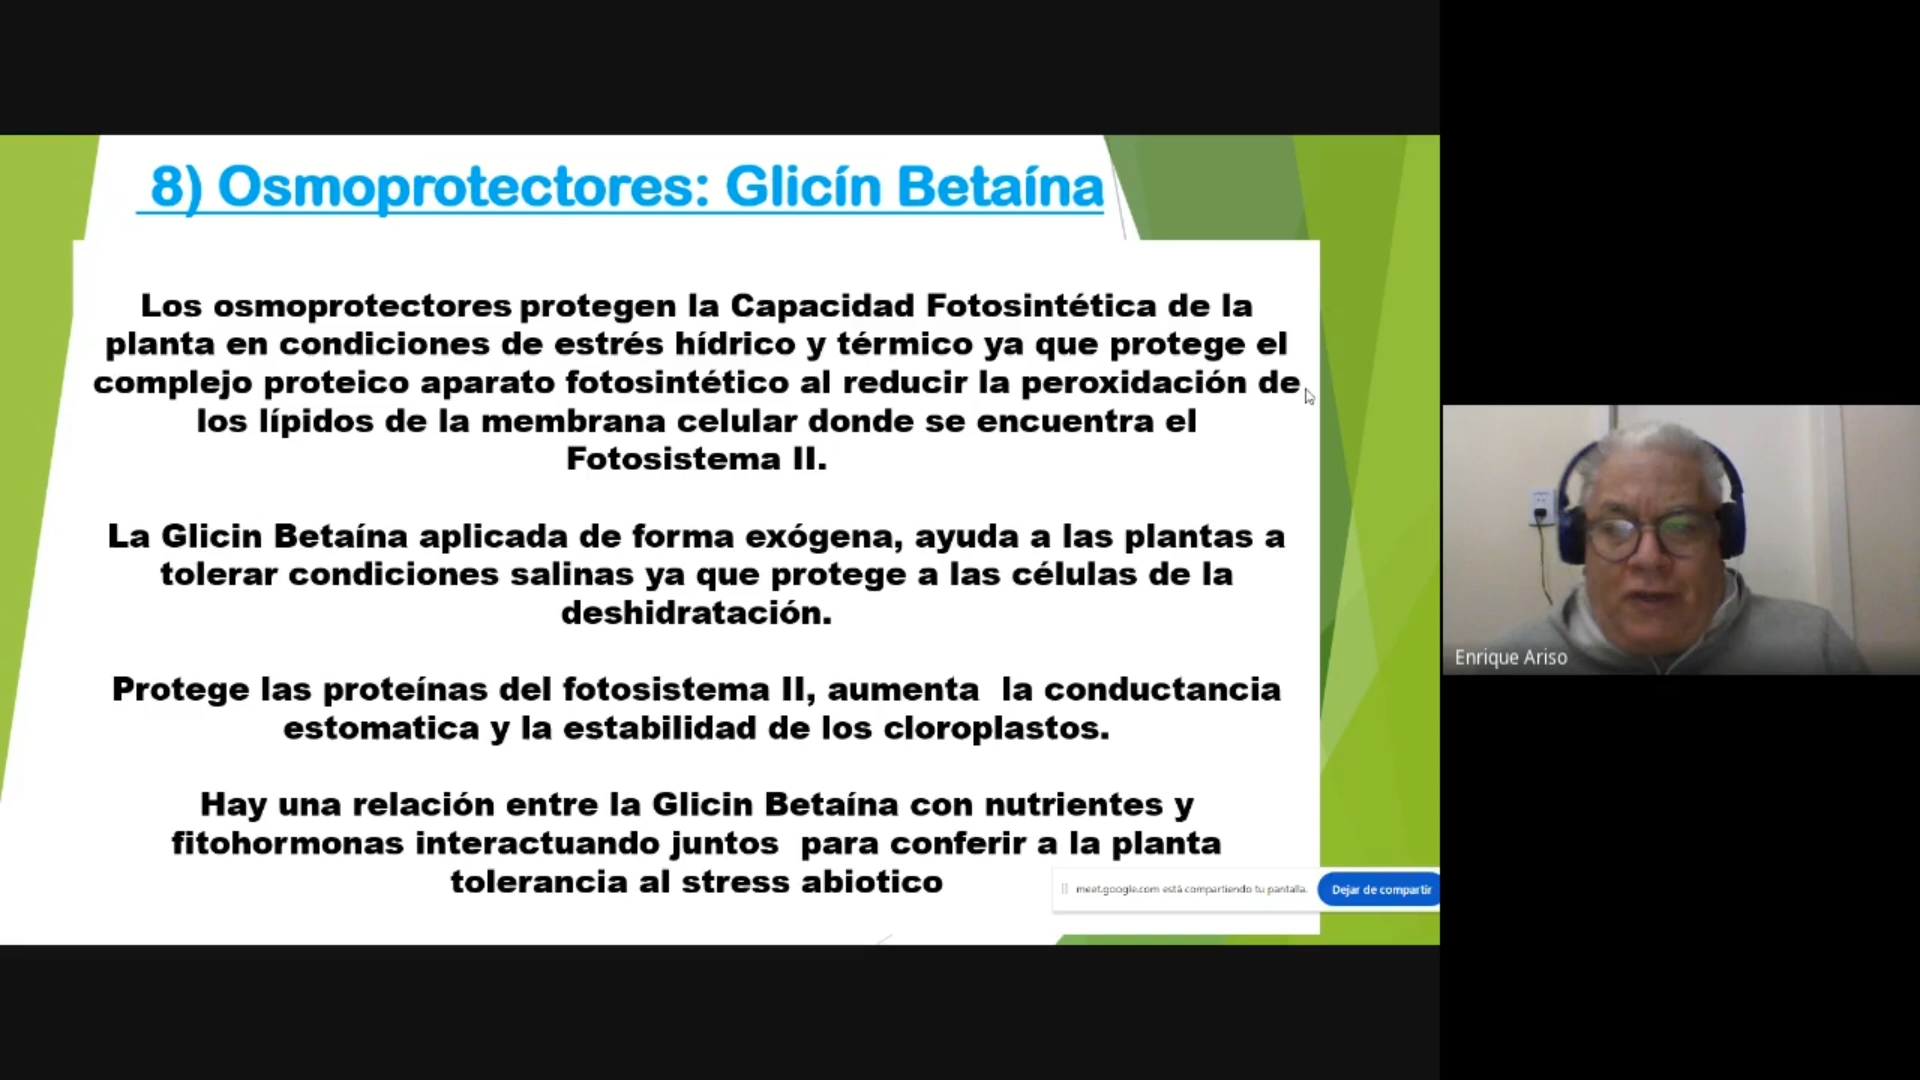 8) Osmoprotectores: Glicín Betaína
Los osmoprotectores protegen la Capacidad Fotosintética de la
planta en condiciones de estrés hídrico y térmico ya que protege el
complejo proteico aparato fotosintético al reducir la peroxidación de
los lípidos de la membrana celular donde se encuentra el
Fotosistema II.
La Glicin Betaína aplicada de forma exógena, ayuda a las plantas a
tolerar condiciones salinas ya que protege a las células de la
deshidratación.
Protege las proteínas del fotosistema II, aumenta la conductancia
estomatica y la estabilidad de los cloroplastos.
Hay una relación entre la Glicin Betaína con nutrientes y
fitohormonas interactuando juntos para conferir a la planta
tolerancia al stress abiotico
meet.google.com está compartiendo tu pantalla.
Dejar de compartir
Enrique Ariso